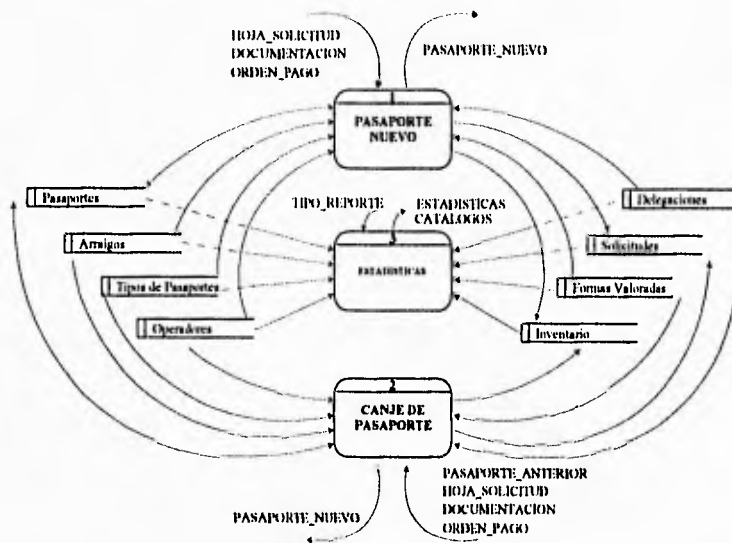 HOJA_SOLICITUD
DOCUMENTACION
ORDEN_PAGO
PASAPORTE_NUEVO
1
PASAPORTE
NUEVO
Pasaportes
Arraigos
Tipos de Pasaportes
Operadores
TIPO_REPORTE
ESTADISTICAS
CATALOGOS
3
ESTADISTICAS
Delegaciones
Solicitudes
Formas Valoradas
Inventario
2
CANJE DE
PASAPORTE
PASAPORTE_NUEVO
PASAPORTE_ANTERIOR
HOJA_SOLICITUD
DOCUMENTACION
ORDEN_PAGO